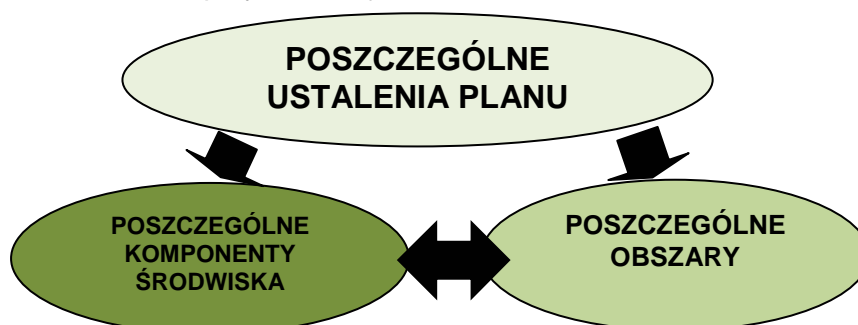 POSZCZEGÓLNE
USTALENIA PLANU
POSZCZEGÓLNE
KOMPONENTY
ŚRODWISKA
POSZCZEGÓLNE
OBSZARY